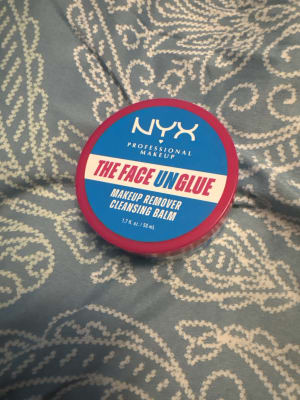 NYX
PROFESSIONAL
MAKEUP
THE FACE UNGLUE
MAKEUP REMOVER
CLEANSING BALM
1.7 fl. oz. / 50 mL